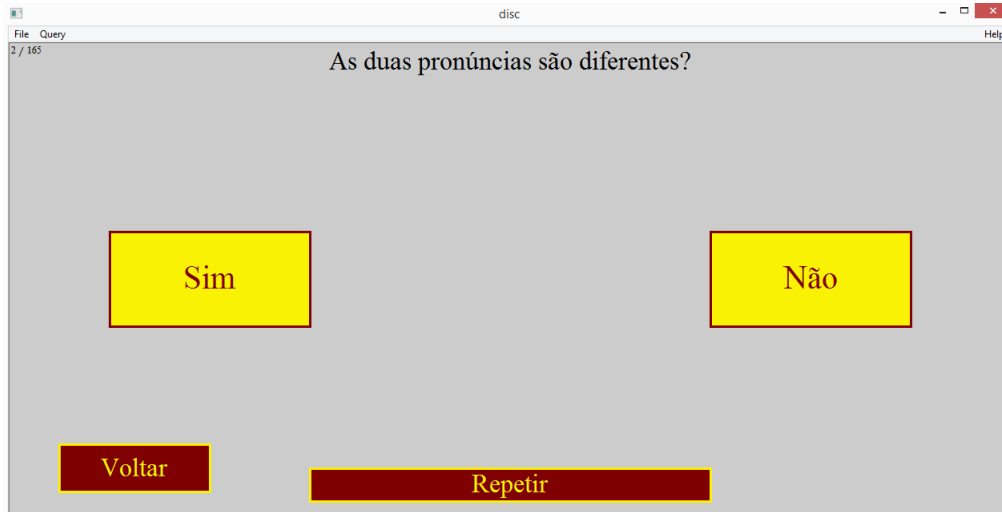 disc
File Query Help
2 / 165
As duas pronúncias são diferentes?
Sim Não
Voltar
Repetir